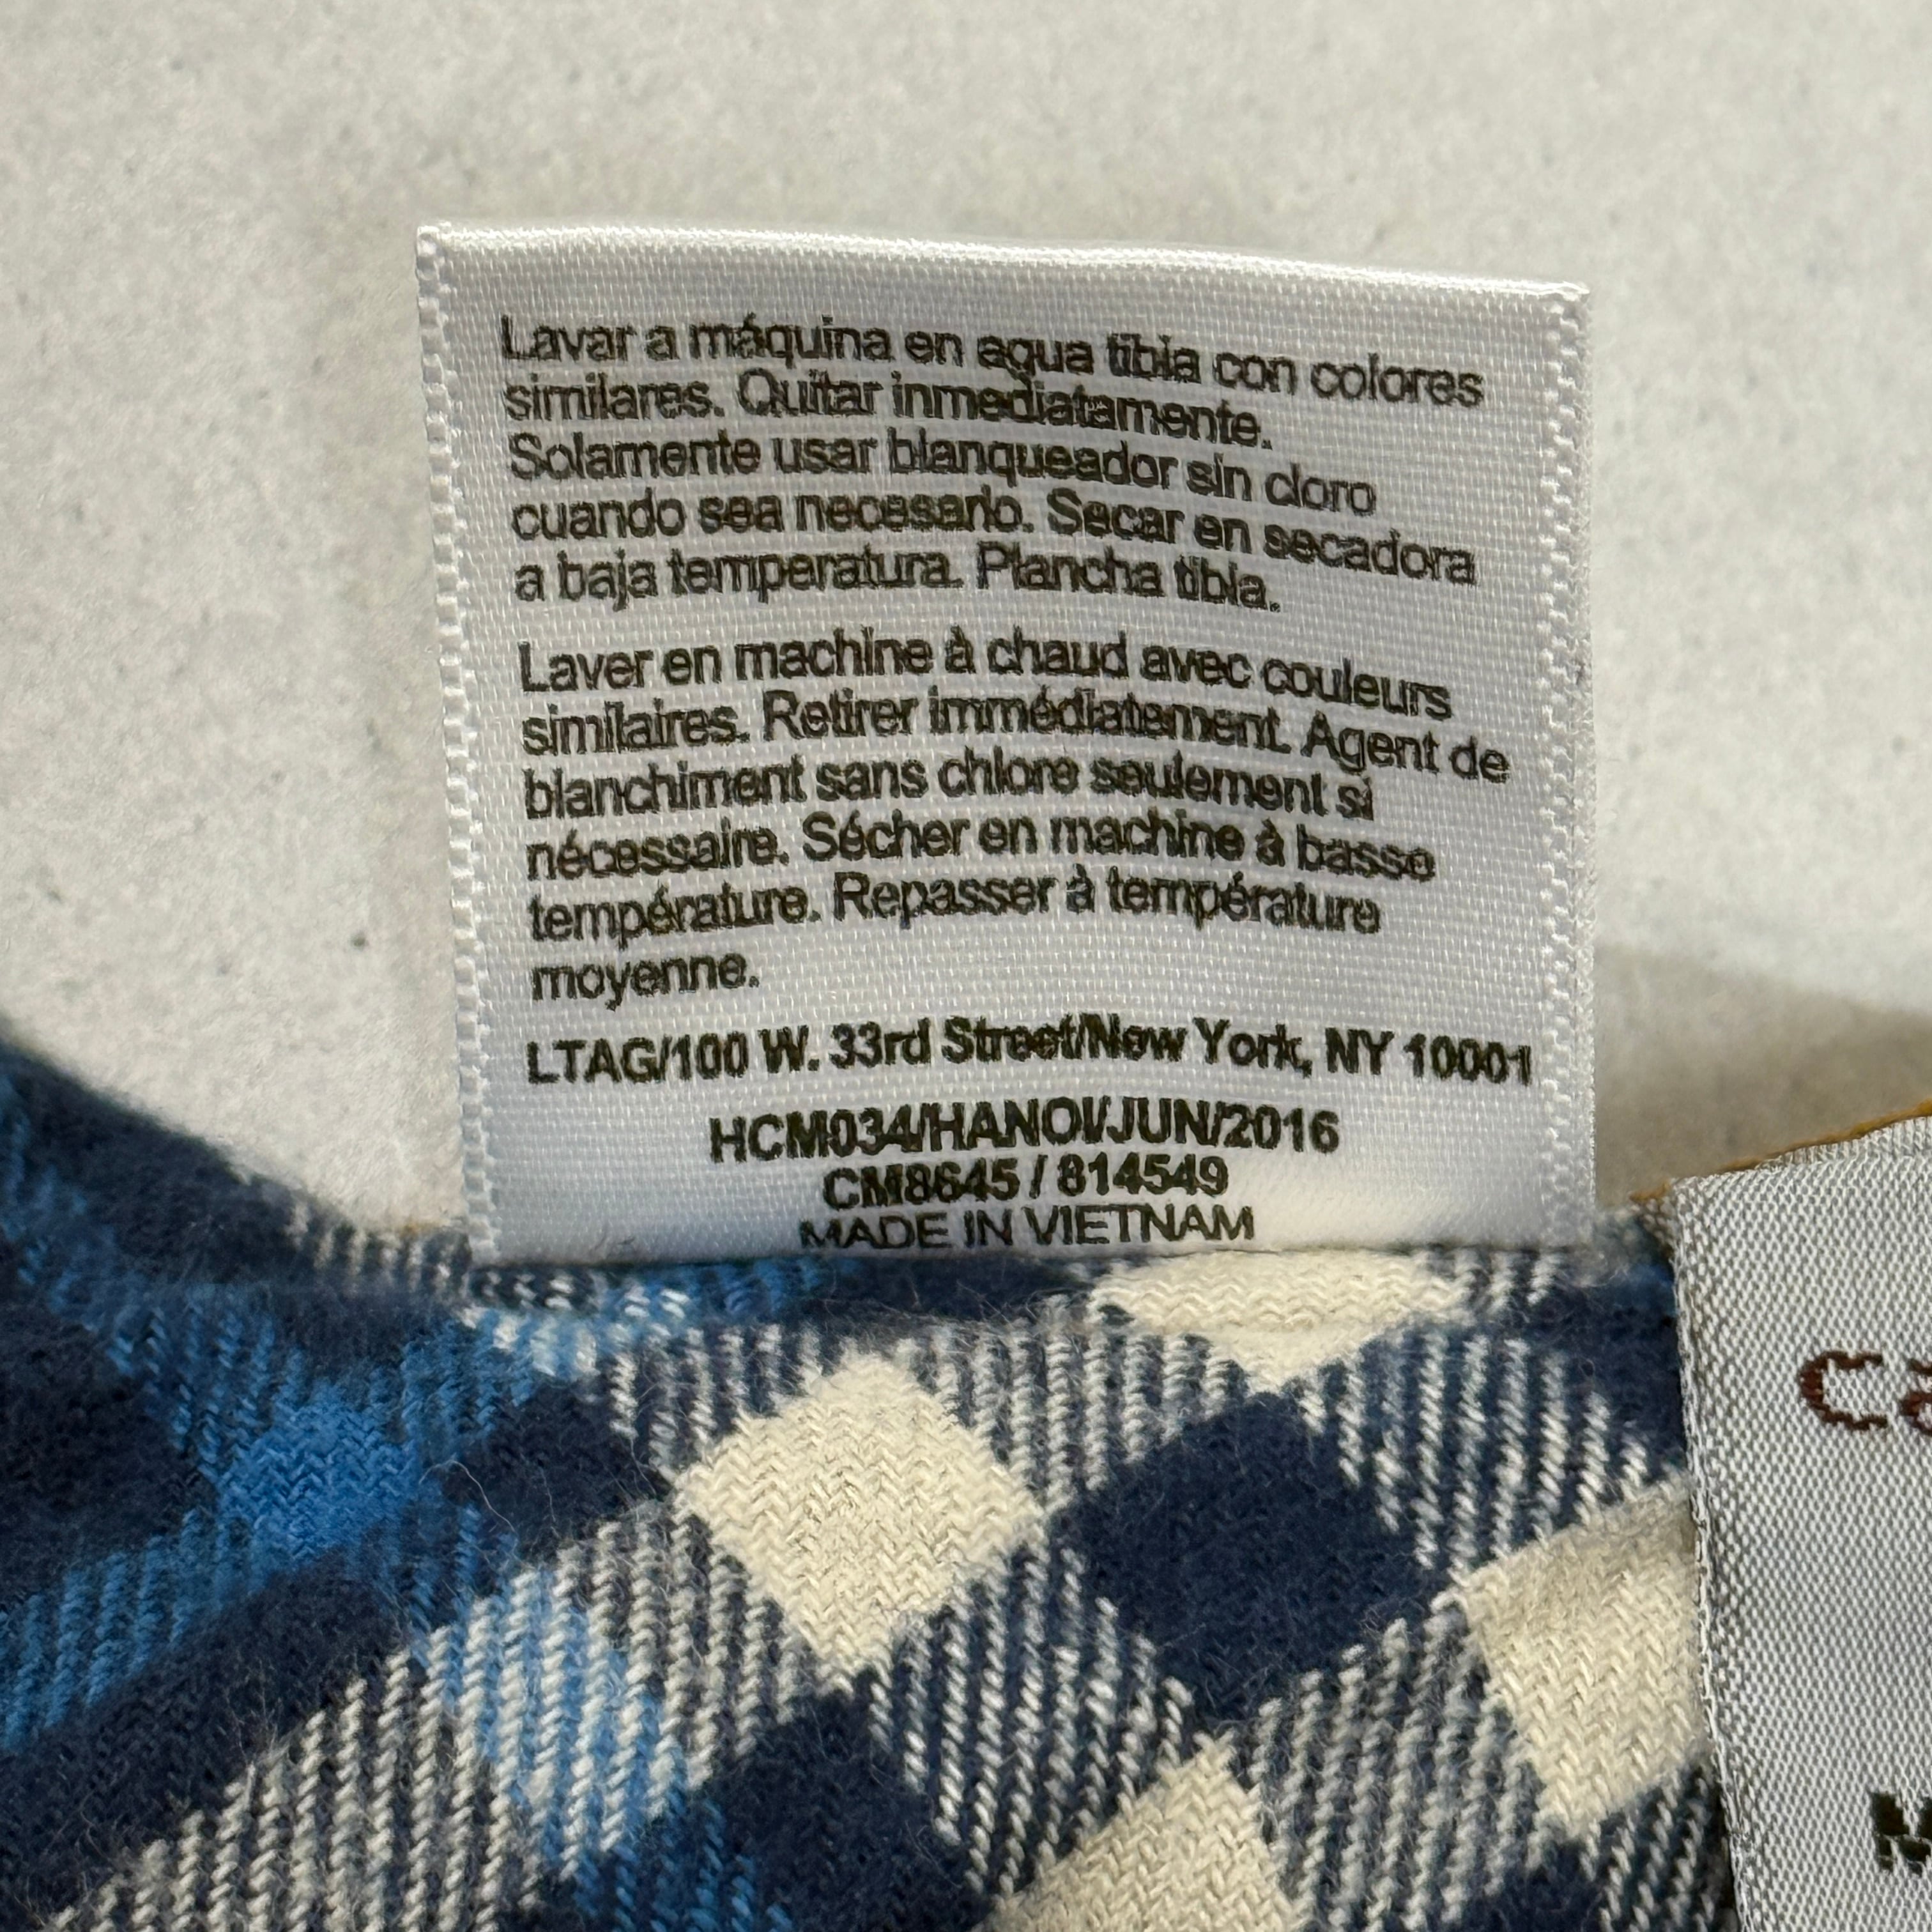 Lavar a máquina en agua tibia con colores
similares. Quitar inmediatamente.
Solamente usar blanqueador sin cloro
cuando sea necesario. Secar en secadora
a baja temperatura. Plancha tibia.
Laver en machine à chaud avec couleurs
similaires. Retirer immédiatement. Agent de
blanchiment sans chlore seulement si
nécessaire. Sécher en machine à basse
température. Repasser à température
moyenne.
LTAG/100 W. 33rd Street/New York, NY 10001
HCM034/HANOI/JUN/2016
CM8645 / 814549
MADE IN VIETNAM